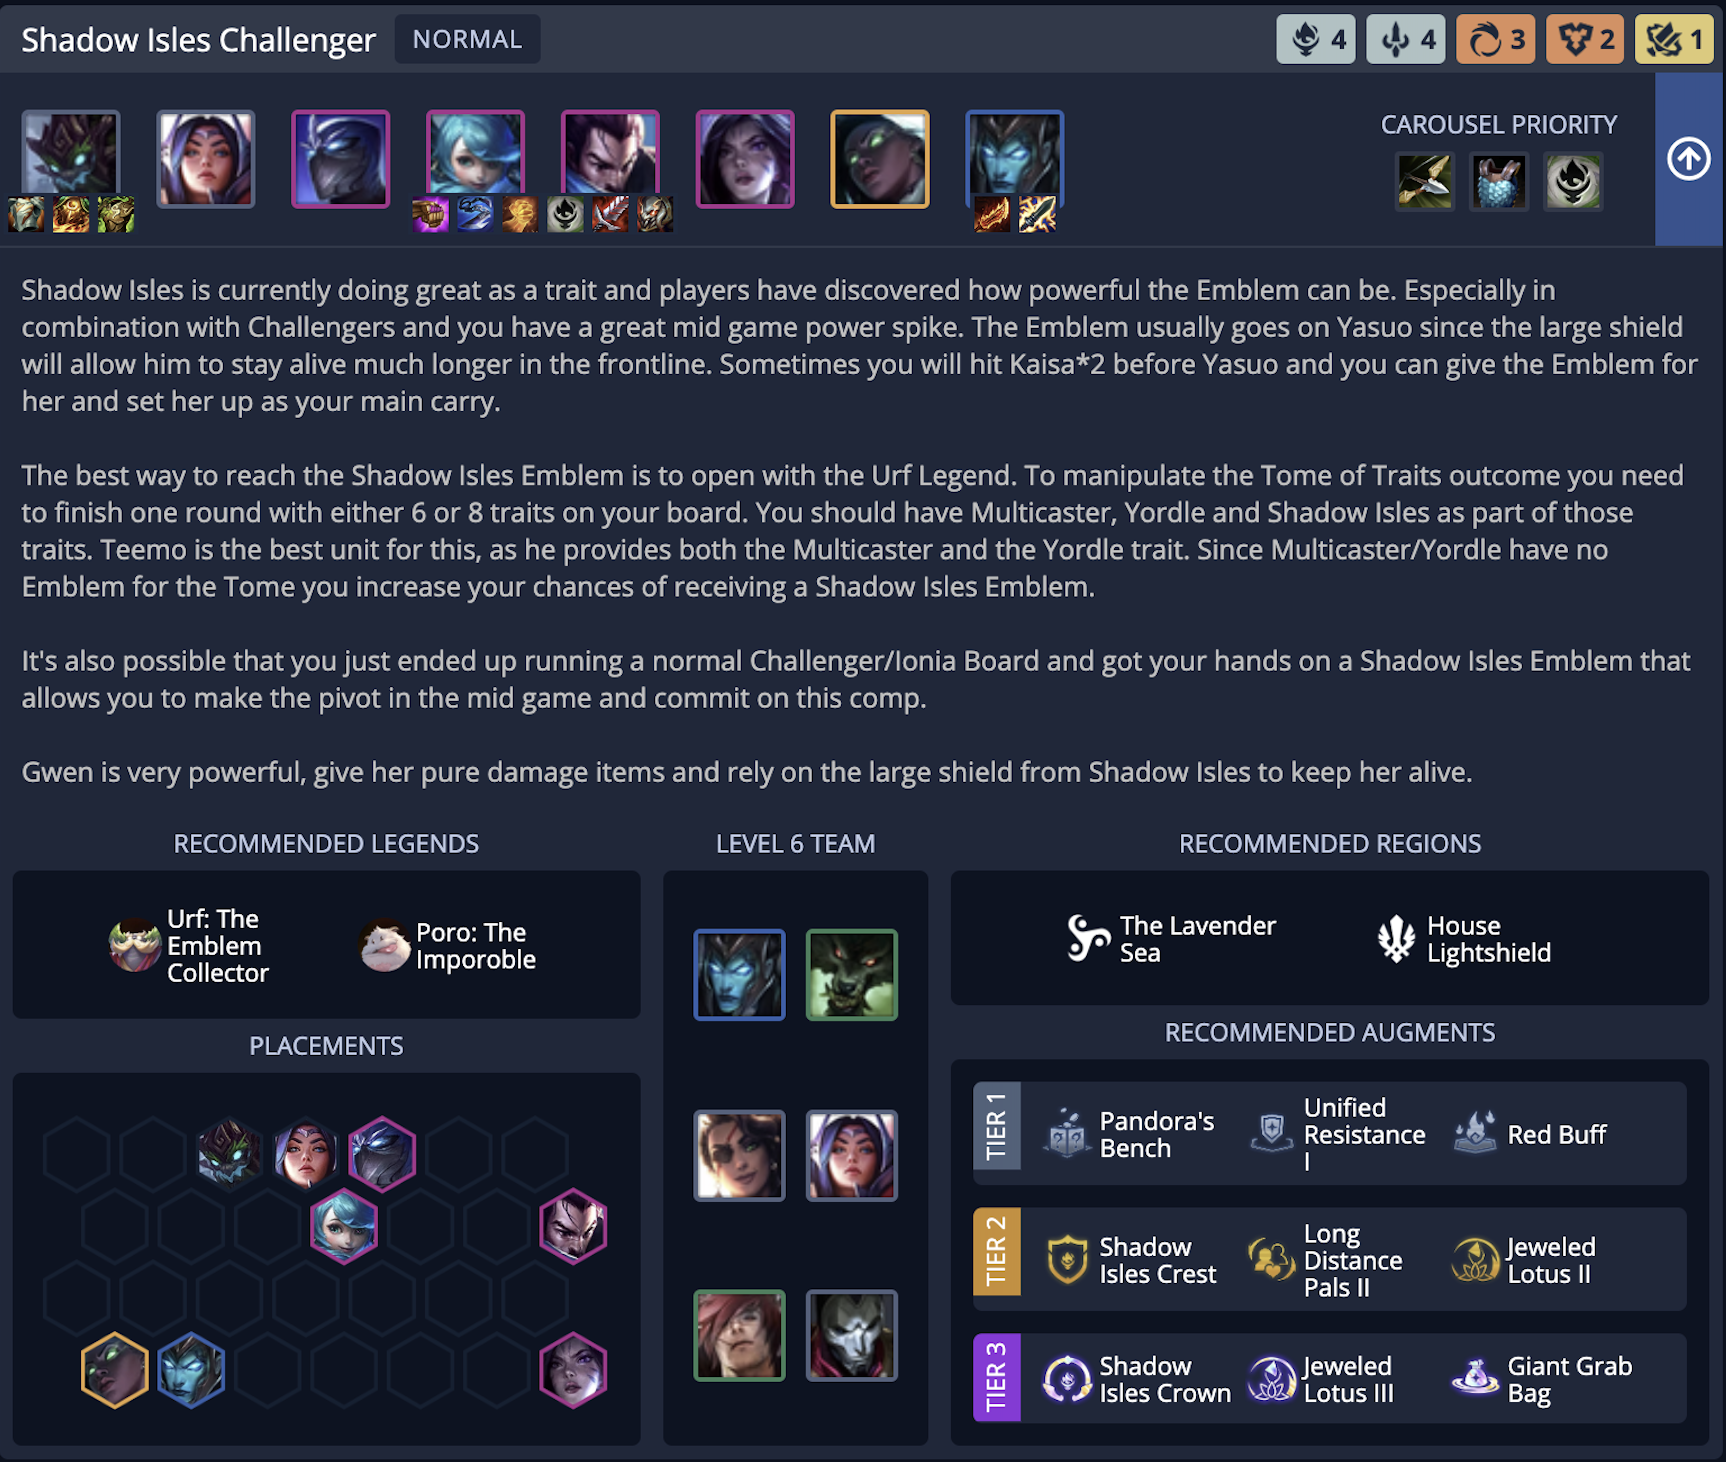 Shadow Isles Challenger
NORMAL
4
4
3
2
1
CAROUSEL PRIORITY
Shadow Isles is currently doing great as a trait and players have discovered how powerful the Emblem can be. Especially in
combination with Challengers and you have a great mid game power spike. The Emblem usually goes on Yasuo since the large shield
will allow him to stay alive much longer in the frontline. Sometimes you will hit Kaisa*2 before Yasuo and you can give the Emblem for
her and set her up as your main carry.
The best way to reach the Shadow Isles Emblem is to open with the Urf Legend. To manipulate the Tome of Traits outcome you need
to finish one round with either 6 or 8 traits on your board. You should have Multicaster, Yordle and Shadow Isles as part of those
traits. Teemo is the best unit for this, as he provides both the Multicaster and the Yordle trait. Since Multicaster/Yordle have no
Emblem for the Tome you increase your chances of receiving a Shadow Isles Emblem.
It's also possible that you just ended up running a normal Challenger/Ionia Board and got your hands on a Shadow Isles Emblem that
allows you to make the pivot in the mid game and commit on this comp.
Gwen is very powerful, give her pure damage items and rely on the large shield from Shadow Isles to keep her alive.
RECOMMENDED LEGENDS
Urf: The
Emblem
Collector
Poro: The
Imporoble
PLACEMENTS
LEVEL 6 TEAM
RECOMMENDED REGIONS
The Lavender
Sea
House
Lightshield
RECOMMENDED AUGMENTS
TIER 1
Pandora's
Bench
Unified
Resistance
I
Red Buff
TIER 2
Shadow
Isles Crest
Long
Distance
Pals II
Jeweled
Lotus II
TIER 3
Shadow
Isles Crown
Jeweled
Lotus III
Giant Grab
Bag